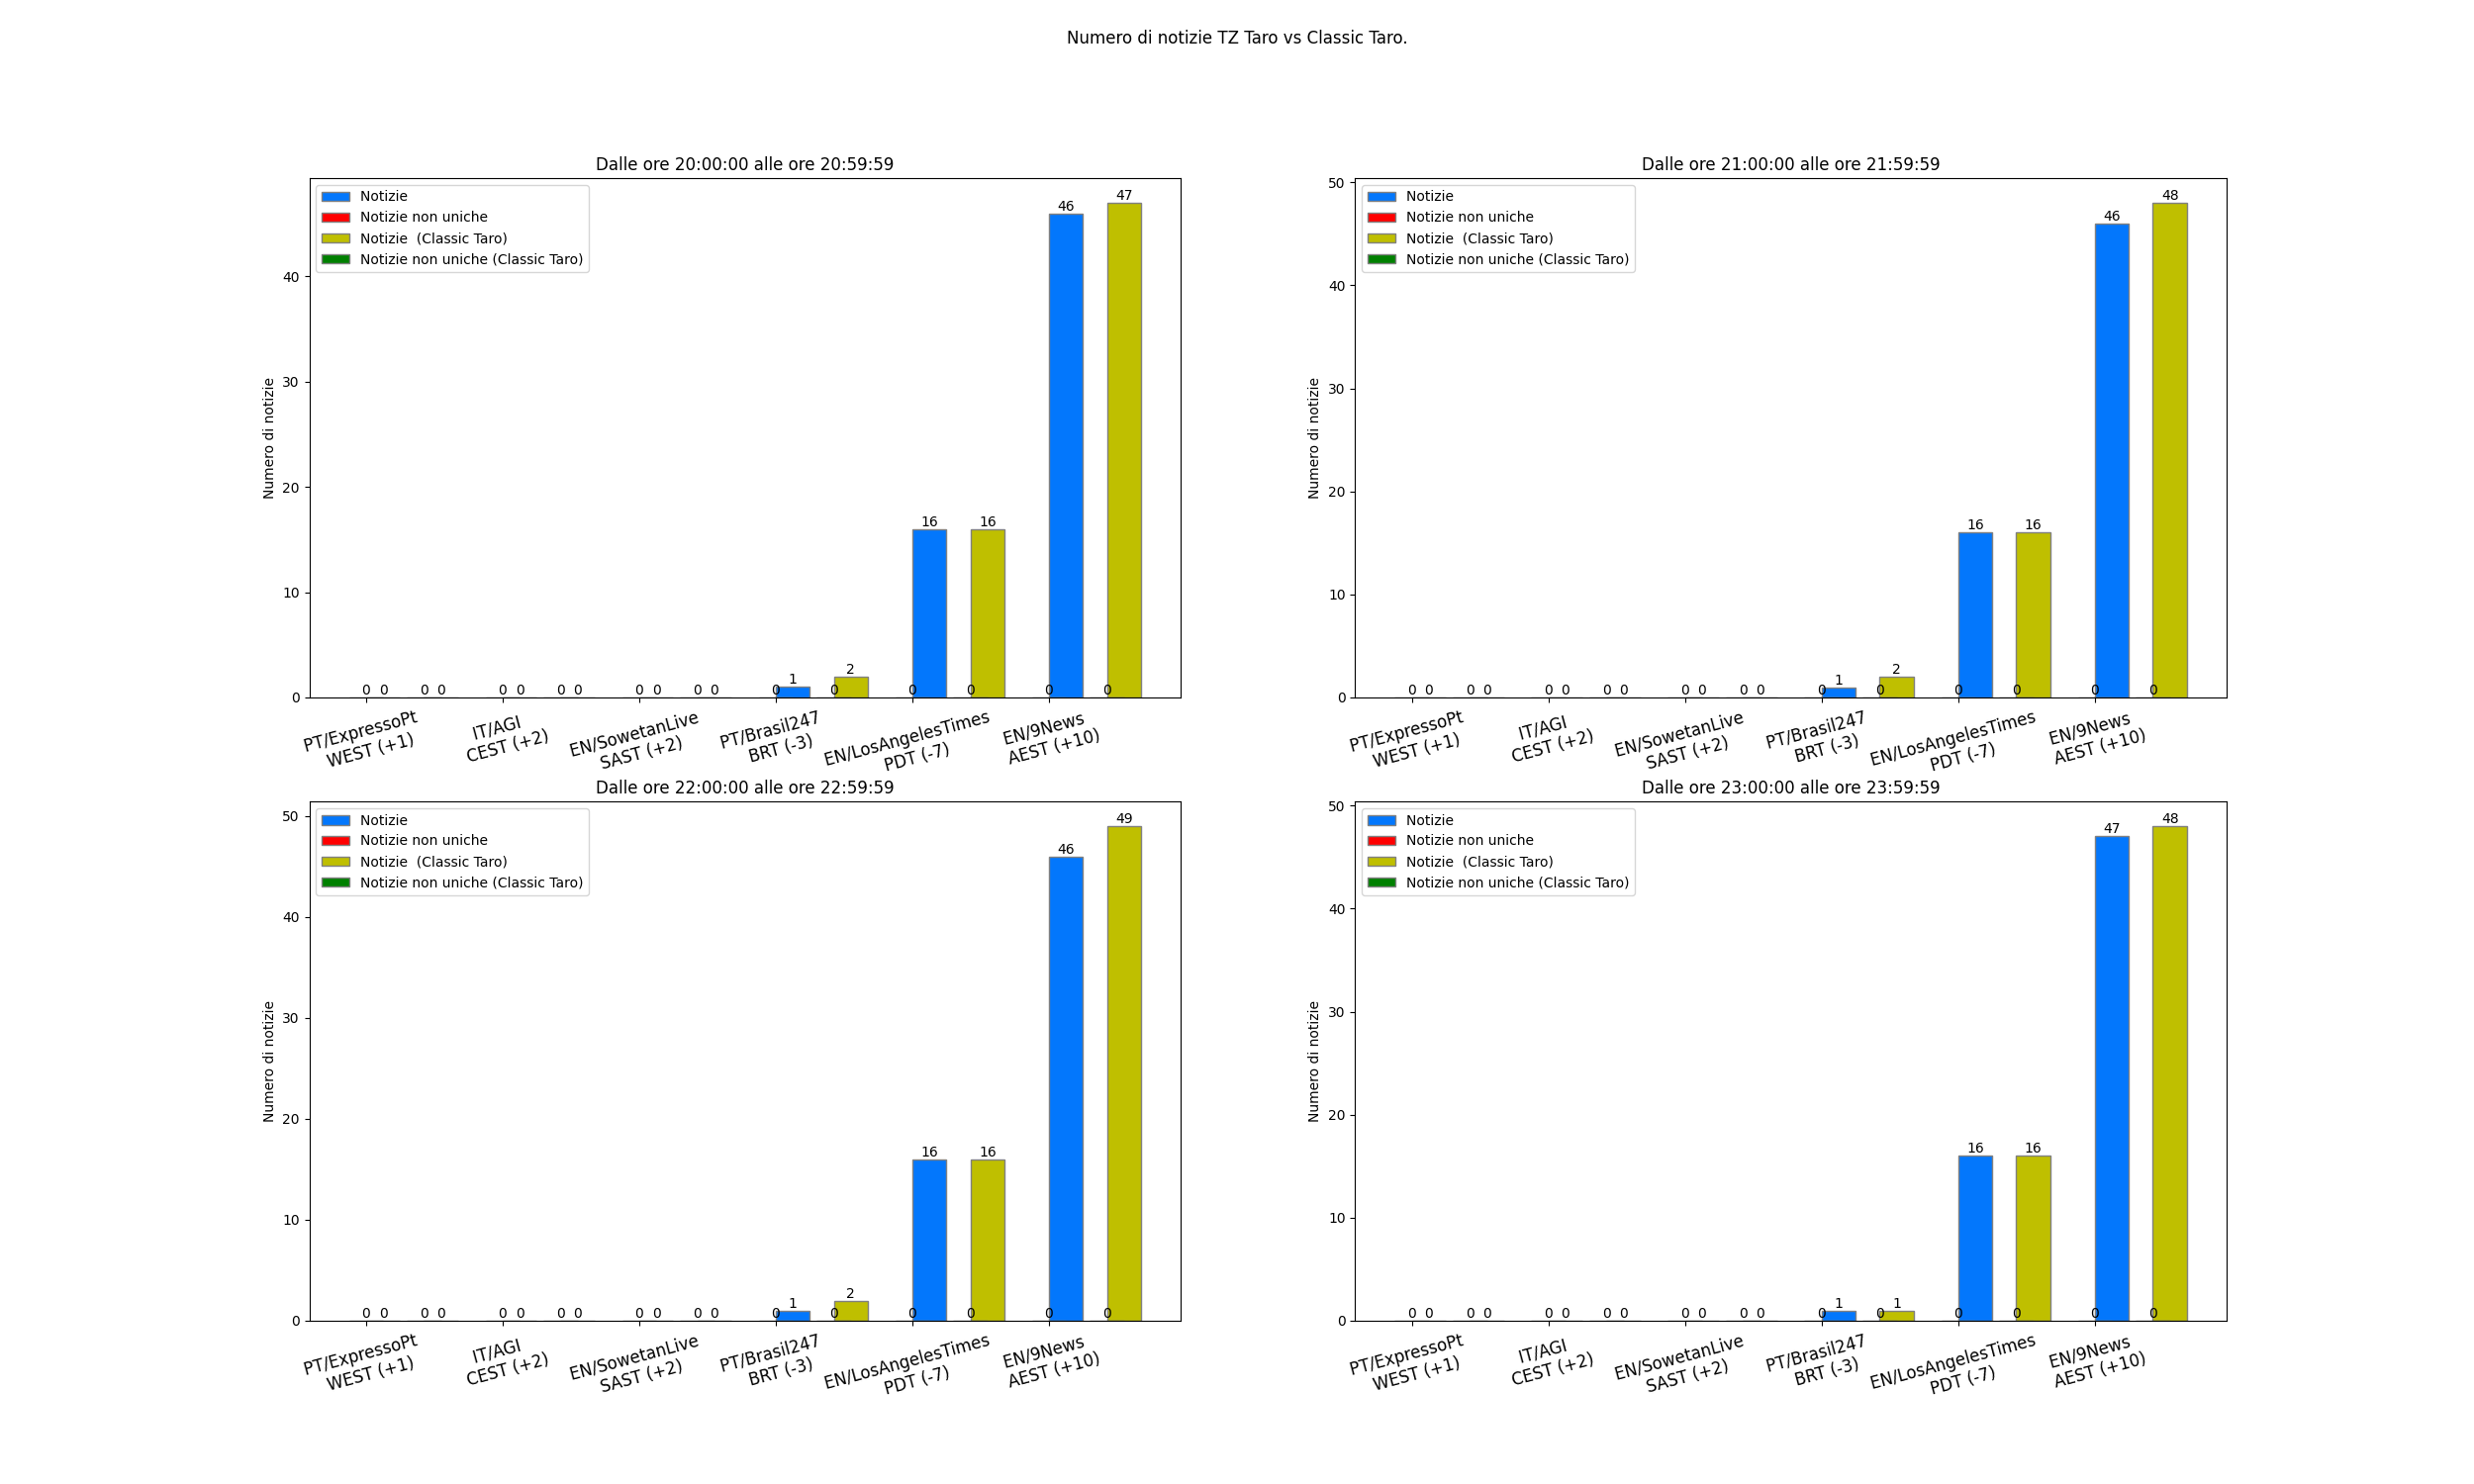 Numero di notizie TZ Taro vs Classic Taro.
Dalle ore 20:00:00 alle ore 20:59:59
Notizie
Notizie non uniche
Notizie (Classic Taro)
Notizie non uniche (Classic Taro)
Numero di notizie
0 10 20 30 40
0 0 0 0 0 0 0 0 0 0 0 0 0 1 0 2 0 16 0 16 0 46 0 47
PT/ExpressoPt
WEST (+1)
IT/AGI
CEST (+2)
EN/SowetanLive
SAST (+2)
PT/Brasil247
BRT (-3)
EN/LosAngelesTimes
PDT (-7)
EN/9News
AEST (+10)
Dalle ore 21:00:00 alle ore 21:59:59
Notizie
Notizie non uniche
Notizie (Classic Taro)
Notizie non uniche (Classic Taro)
Numero di notizie
0 10 20 30 40 50
0 0 0 0 0 0 0 0 0 0 0 0 0 1 0 2 0 16 0 16 0 46 0 48
PT/ExpressoPt
WEST (+1)
IT/AGI
CEST (+2)
EN/SowetanLive
SAST (+2)
PT/Brasil247
BRT (-3)
EN/LosAngelesTimes
PDT (-7)
EN/9News
AEST (+10)
Dalle ore 22:00:00 alle ore 22:59:59
Notizie
Notizie non uniche
Notizie (Classic Taro)
Notizie non uniche (Classic Taro)
Numero di notizie
0 10 20 30 40 50
0 0 0 0 0 0 0 0 0 0 0 0 0 1 0 2 0 16 0 16 0 46 0 49
PT/ExpressoPt
WEST (+1)
IT/AGI
CEST (+2)
EN/SowetanLive
SAST (+2)
PT/Brasil247
BRT (-3)
EN/LosAngelesTimes
PDT (-7)
EN/9News
AEST (+10)
Dalle ore 23:00:00 alle ore 23:59:59
Notizie
Notizie non uniche
Notizie (Classic Taro)
Notizie non uniche (Classic Taro)
Numero di notizie
0 10 20 30 40 50
0 0 0 0 0 0 0 0 0 0 0 0 0 1 0 1 0 16 0 16 0 47 0 48
PT/ExpressoPt
WEST (+1)
IT/AGI
CEST (+2)
EN/SowetanLive
SAST (+2)
PT/Brasil247
BRT (-3)
EN/LosAngelesTimes
PDT (-7)
EN/9News
AEST (+10)